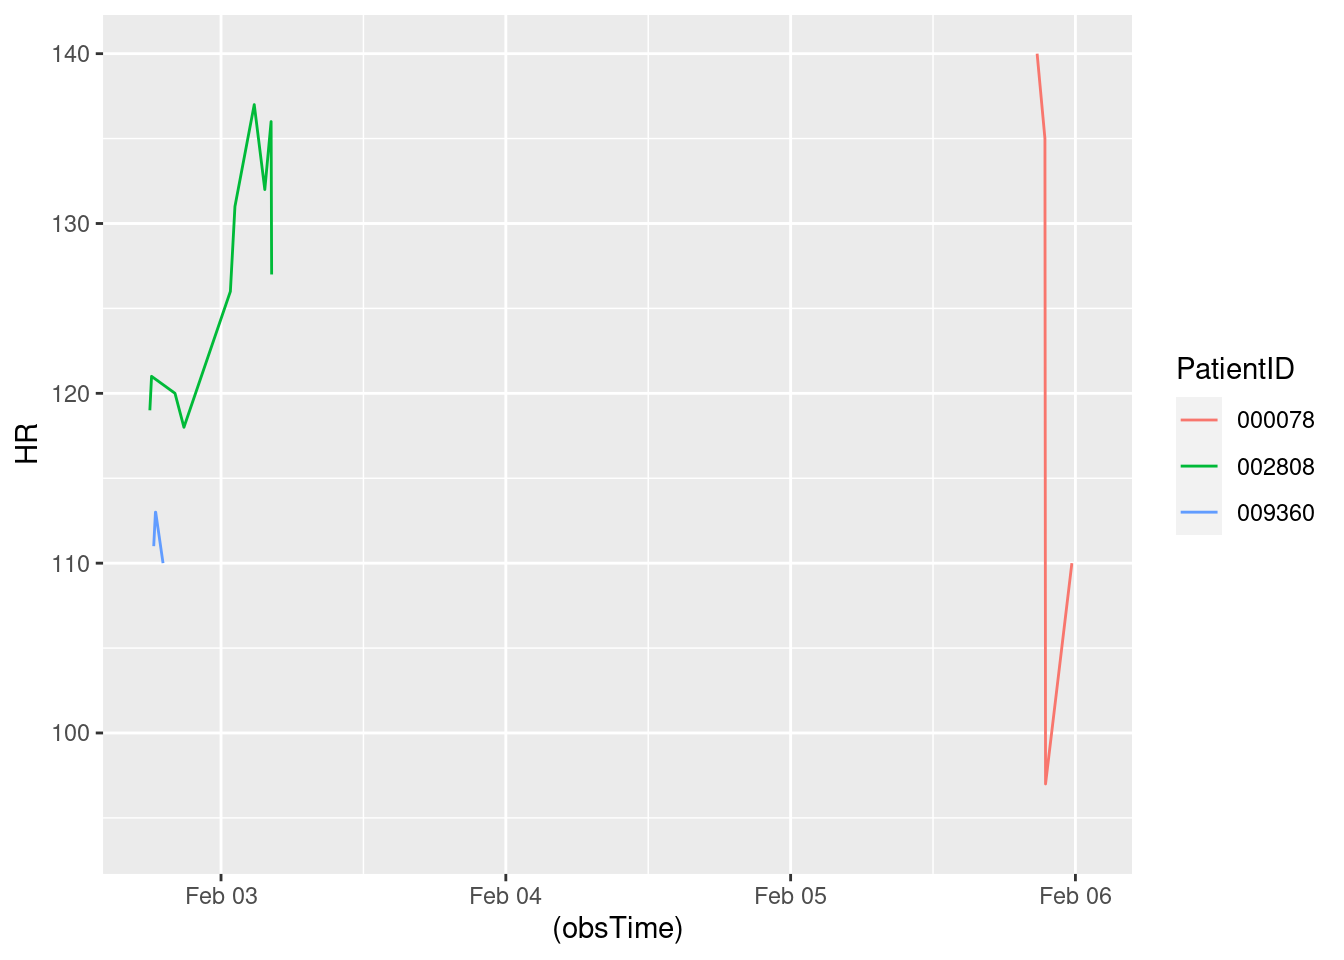 140
130
120
110
100
HR
Feb 03
Feb 04
Feb 05
Feb 06
(obsTime)
PatientID
000078
002808
009360